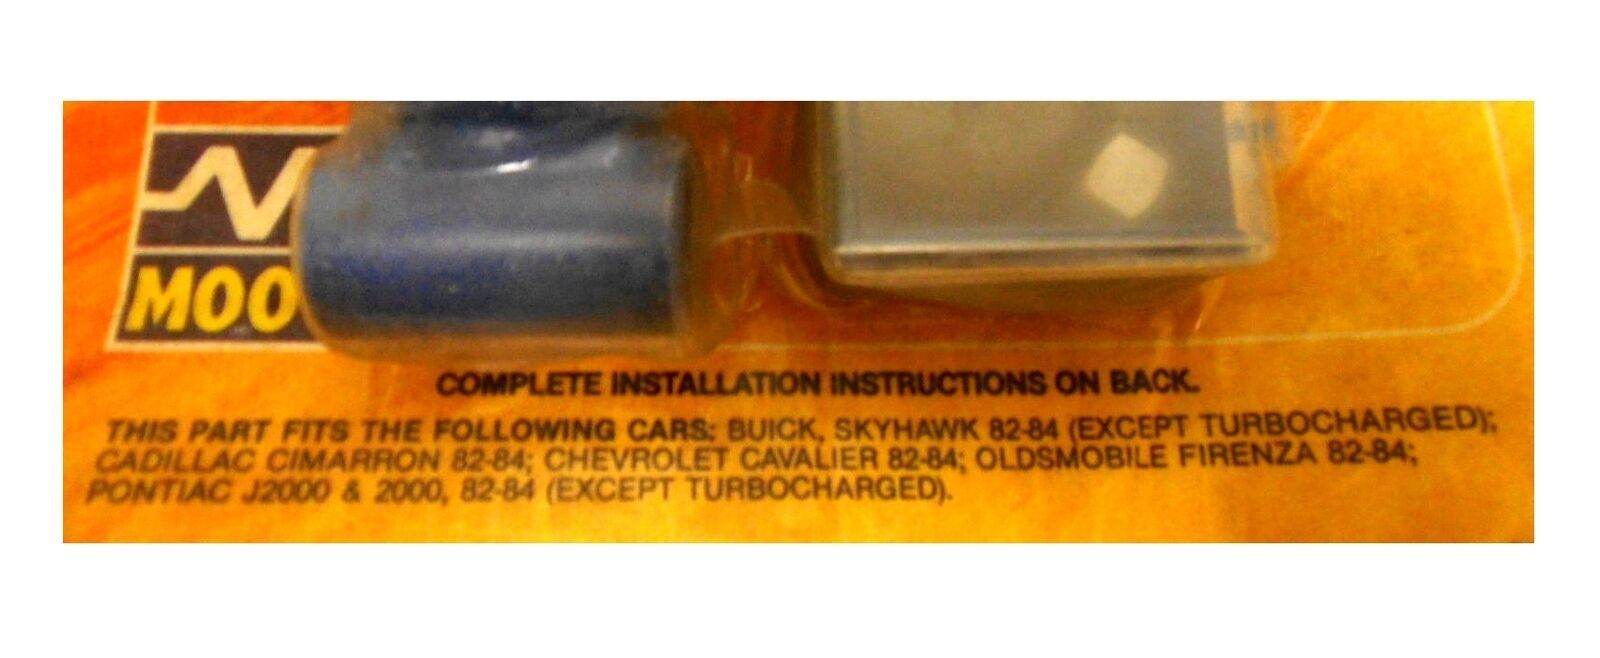 MOO
COMPLETE INSTALLATION INSTRUCTIONS ON BACK.
THIS PART FITS THE FOLLOWING CARS: BUICK, SKYHAWK 82-84 (EXCEPT TURBOCHARGED);
CADILLAC CIMARRON 82-84; CHEVROLET CAVALIER 82-84; OLDSMOBILE FIRENZA 82-84;
PONTIAC J2000 & 2000, 82-84 (EXCEPT TURBOCHARGED).